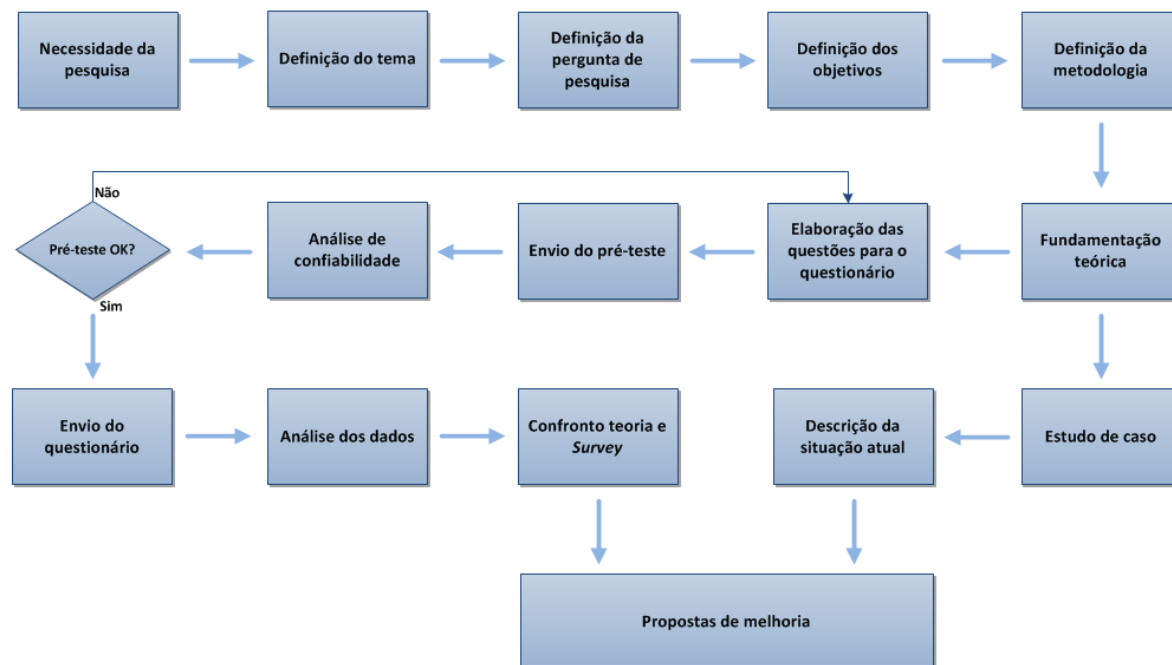 Necessidade da
pesquisa
Definição do tema
Definição da
pergunta de
pesquisa
Definição dos
objetivos
Definição da
metodologia
Não
Pré-teste OK?
Sim
Análise de
confiabilidade
Envio do pré-teste
Elaboração das
questões para o
questionário
Fundamentação
teórica
Envio do
questionário
Análise dos dados
Confronto teoria e
Survey
Descrição da
situação atual
Estudo de caso
Propostas de melhoria